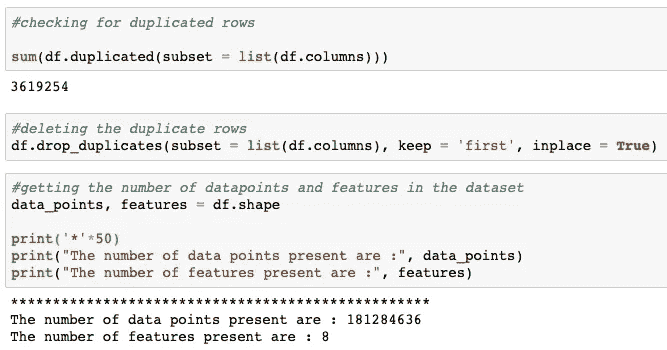 #checking for duplicated rows
sum(df.duplicated(subset = list(df.columns)))
3619254
#deleting the duplicate rows
df.drop_duplicates(subset = list(df.columns), keep = 'first', inplace = True)
#getting the number of datapoints and features in the dataset
data_points, features = df.shape
print('*'*50)
print("The number of data points present are :", data_points)
print("The number of features present are :", features)
**************************************************
The number of data points present are : 181284636
The number of features present are : 8